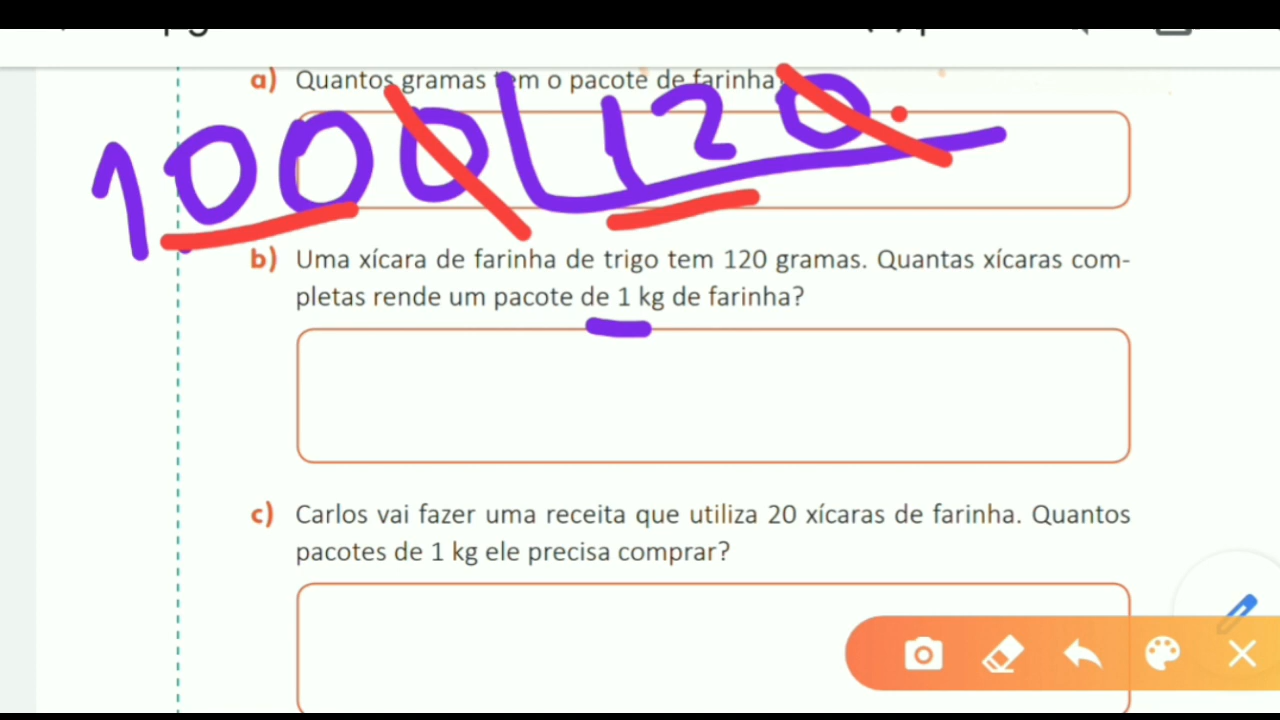 a) Quantos gramas tem o pacote de farinha?
1000 120
b) Uma xícara de farinha de trigo tem 120 gramas. Quantas xícaras com-
pletas rende um pacote de 1 kg de farinha?
c) Carlos vai fazer uma receita que utiliza 20 xícaras de farinha. Quantos
pacotes de 1 kg ele precisa comprar?